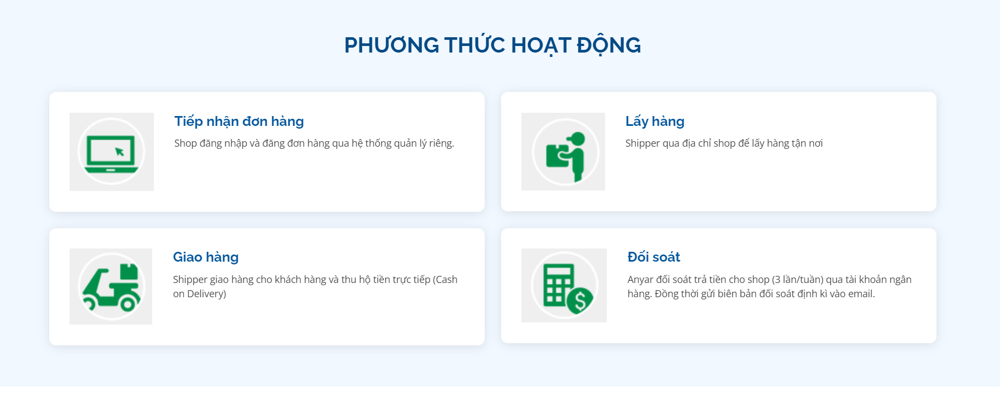 PHƯƠNG THỨC HOẠT ĐỘNG
Tiếp nhận đơn hàng
Shop đăng nhập và đăng đơn hàng qua hệ thống quản lý riêng.
Lấy hàng
Shipper qua địa chỉ shop để lấy hàng tận nơi
Giao hàng
Shipper giao hàng cho khách hàng và thu hộ tiền trực tiếp (Cash
on Delivery)
Đối soát
Anyar đối soát trả tiền cho shop (3 lần/tuần) qua tài khoản ngân
hàng. Đồng thời gửi biên bản đối soát định kì vào email.